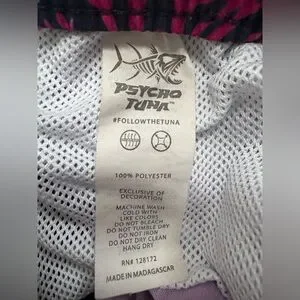 PSYCHO
TUNA™
#FOLLOWTHETUNA
100% POLYESTER
EXCLUSIVE OF
DECORATION
MACHINE WASH
COLD WITH
LIKE COLORS
DO NOT BLEACH
DO NOT TUMBLE DRY
DO NOT IRON
DO NOT DRY CLEAN
HANG DRY
RN# 128172
MADE IN MADAGASCAR